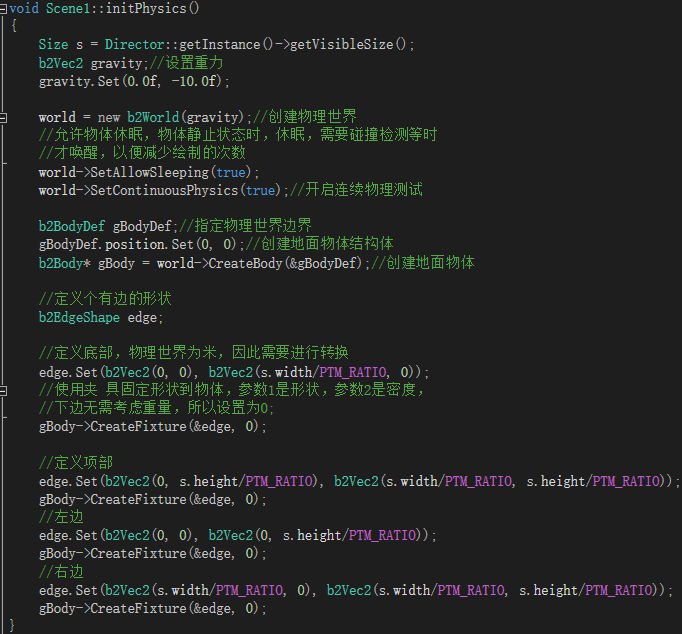 void Scene1::initPhysics()
{
Size s = Director::getInstance()->getVisibleSize();
b2Vec2 gravity;//设置重力
gravity.Set(0.0f, -10.0f);
world = new b2World(gravity);//创建物理世界
//允许物体休眠，物体静止状态时，休眠，需要碰撞检测等时
//才唤醒，以便减少绘制的次数
world->SetAllowSleeping(true);
world->SetContinuousPhysics(true);//开启连续物理测试
b2BodyDef gBodyDef;//指定物理世界边界
gBodyDef.position.Set(0, 0);//创建地面物体结构体
b2Body* gBody = world->CreateBody(&gBodyDef);//创建地面物体
//定义个有边的形状
b2EdgeShape edge;
//定义底部，物理世界为米，因此需要进行转换
edge.Set(b2Vec2(0, 0), b2Vec2(s.width/PTM_RATIO, 0));
//使用夹 具固定形状到物体，参数1是形状，参数2是密度，
//下边无需考虑重量，所以设置为0;
gBody->CreateFixture(&edge, 0);
//定义项部
edge.Set(b2Vec2(0, s.height/PTM_RATIO), b2Vec2(s.width/PTM_RATIO, s.height/PTM_RATIO));
gBody->CreateFixture(&edge, 0);
//左边
edge.Set(b2Vec2(0, 0), b2Vec2(0, s.height/PTM_RATIO));
gBody->CreateFixture(&edge, 0);
//右边
edge.Set(b2Vec2(s.width/PTM_RATIO, 0), b2Vec2(s.width/PTM_RATIO, s.height/PTM_RATIO));
gBody->CreateFixture(&edge, 0);
}